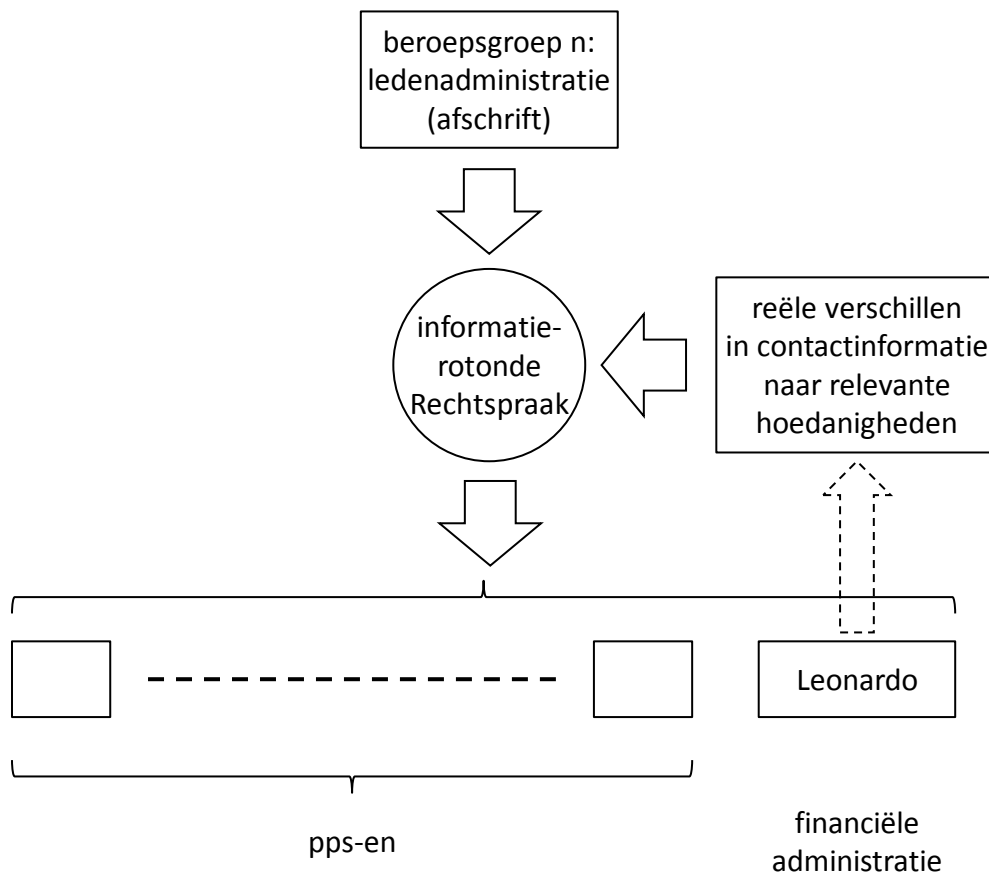 beroepsgroep n:
ledenadministratie
(afschrift)
informatie-
rotonde
Rechtspraak
reële verschillen
in contactinformatie
naar relevante
hoedanigheden
Leonardo
pps-en
financiële
administratie